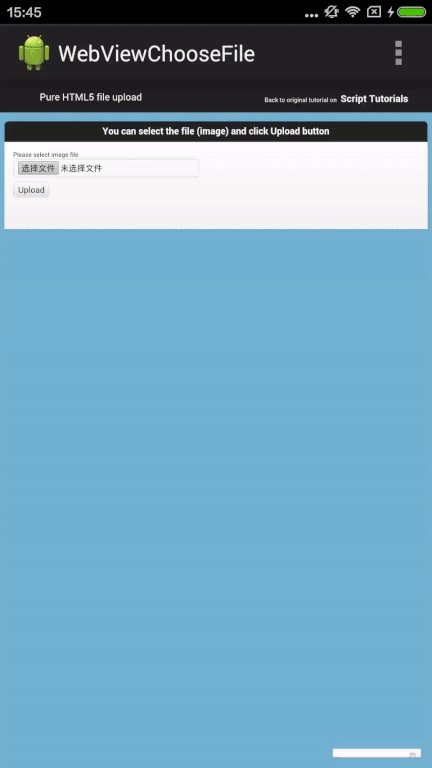 15:45
WebViewChooseFile
Pure HTML5 file upload
Back to original tutorial on Script Tutorials
You can select the file (image) and click Upload button
Please select image file
选择文件 未选择文件
Upload